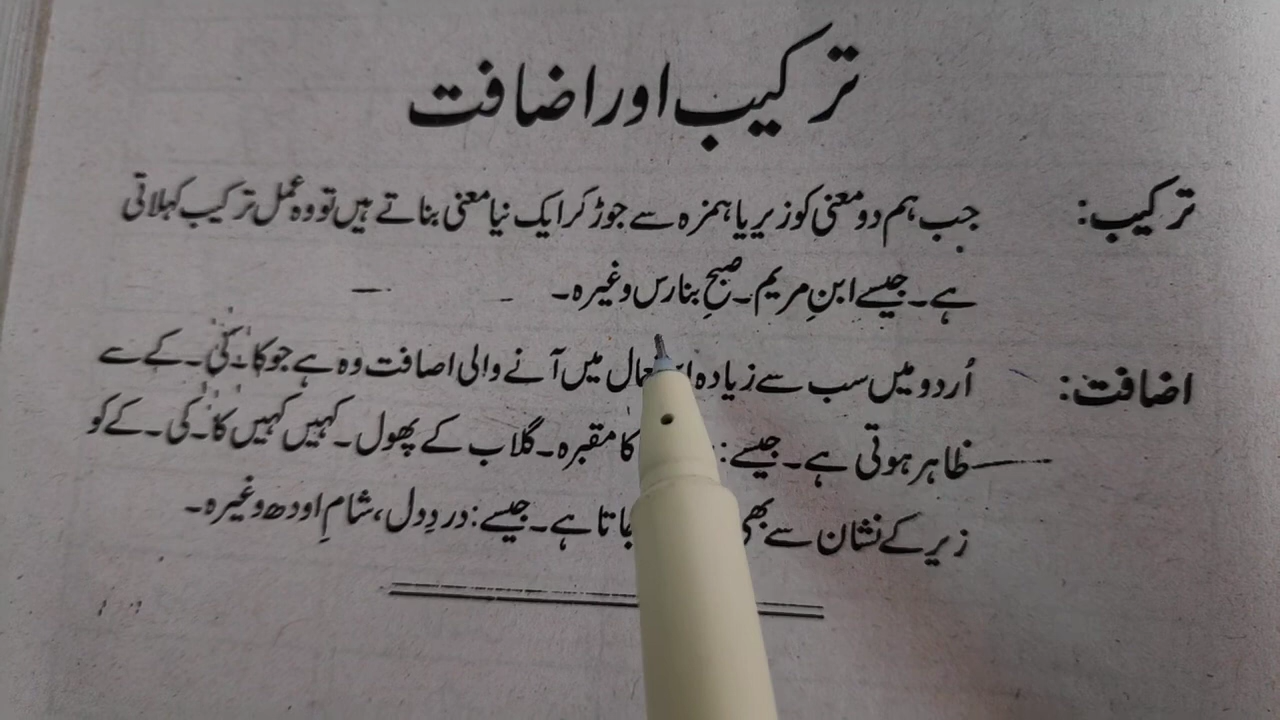 ترکیب اور اضافت
ترکیب: جب ہم دو معنی کو زیر یا ہمزہ سے جوڑ کر ایک نیا معنی بناتے ہیں تو وہ عمل ترکیب کہلاتی
ہے۔ جیسے ابنِ مریم۔ صبحِ بنارس وغیرہ۔
اضافت: اُردو میں سب سے زیادہ میں آنے والی اصافت وہ ہے جو کا۔ کی۔ کے سے
ظاہر ہوتی ہے۔ جیسے: کا مقبرہ۔ گلاب کے پھول۔ کہیں کہیں کا۔ کی۔ کے کو
زیر کے نشان سے بھی ہے۔ جیسے: دردِ دل، شامِ اودھ وغیرہ۔